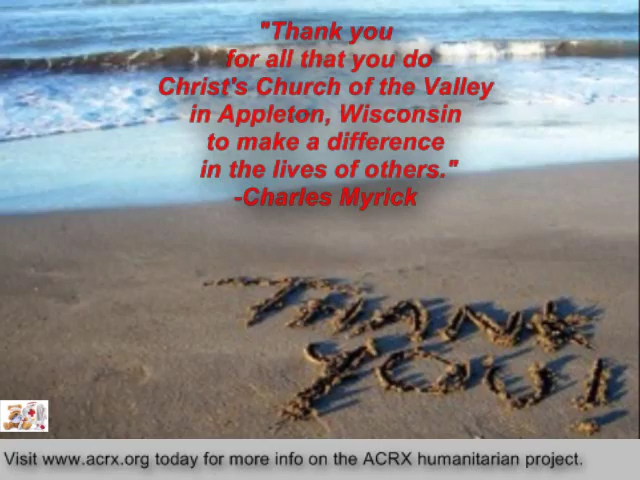 "Thank you
for all that you do
Christ's Church of the Valley
in Appleton, Wisconsin
to make a difference
in the lives of others."
-Charles Myrick
THANK
YOU!
Visit www.acrx.org today for more info on the ACRX humanitarian project.